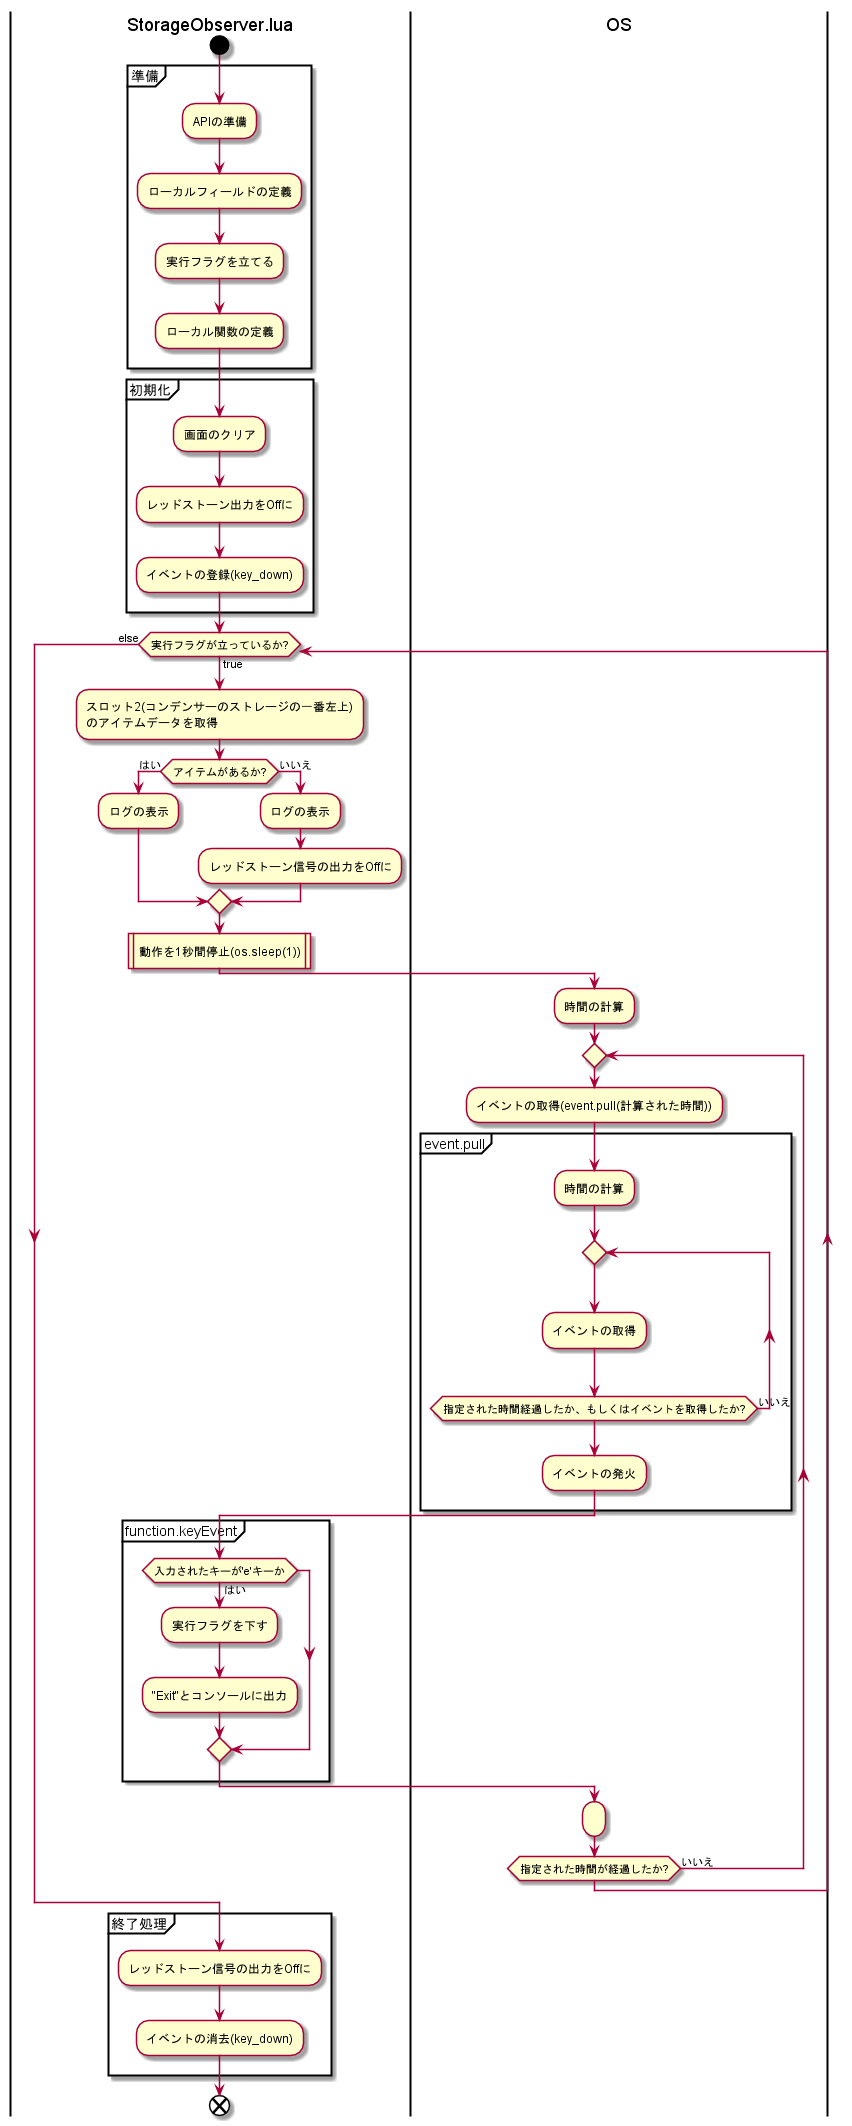 StorageObserver.lua
OS
準備
APIの準備
ローカルフィールドの定義
実行フラグを立てる
ローカル関数の定義
初期化
画面のクリア
レッドストーン出力をOffに
イベントの登録(key_down)
else
実行フラグが立っているか?
true
スロット2(コンデンサーのストレージの一番左上)
のアイテムデータを取得
はい
アイテムがあるか?
いいえ
ログの表示
ログの表示
レッドストーン信号の出力をOffに
動作を1秒間停止(os.sleep(1))
時間の計算
イベントの取得(event.pull(計算された時間))
event.pull
時間の計算
イベントの取得
指定された時間経過したか、もしくはイベントを取得したか?
いいえ
イベントの発火
function.keyEvent
入力されたキーが'e'キーか
はい
実行フラグを下す
"Exit"とコンソールに出力
指定された時間が経過したか?
いいえ
終了処理
レッドストーン信号の出力をOffに
イベントの消去(key_down)